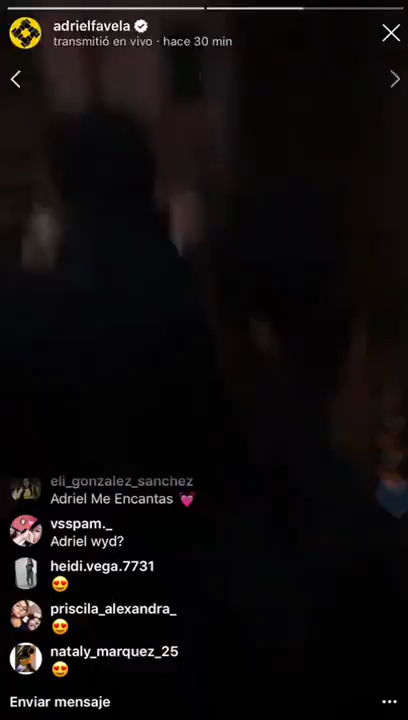 adrielfavela
transmitió en vivo · hace 30 min
eli_gonzalez_sanchez
Adriel Me Encantas 💓
vsspam._
Adriel wyd?
heidi.vega.7731
😍
priscila_alexandra_
😍
nataly_marquez_25
😍
Enviar mensaje